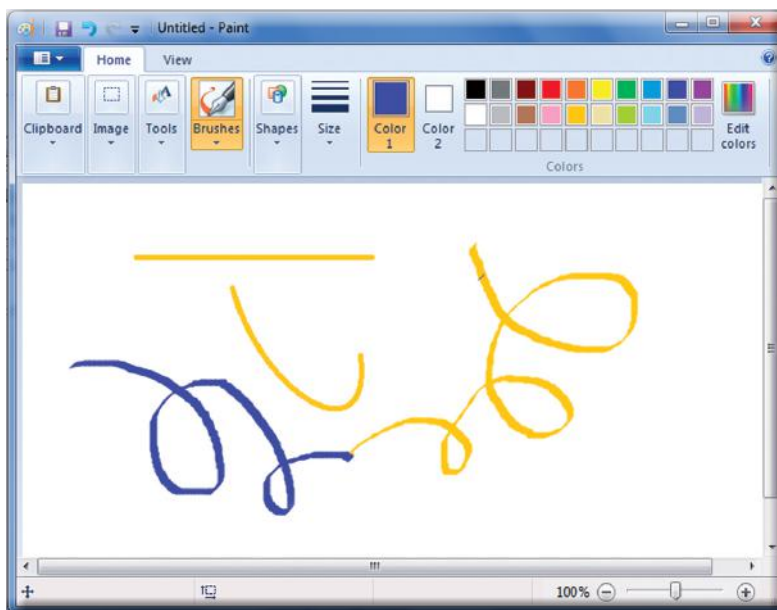 Untitled - Paint
Home View
Clipboard Image Tools Brushes Shapes Size Color 1 Color 2 Edit colors
Colors
100%